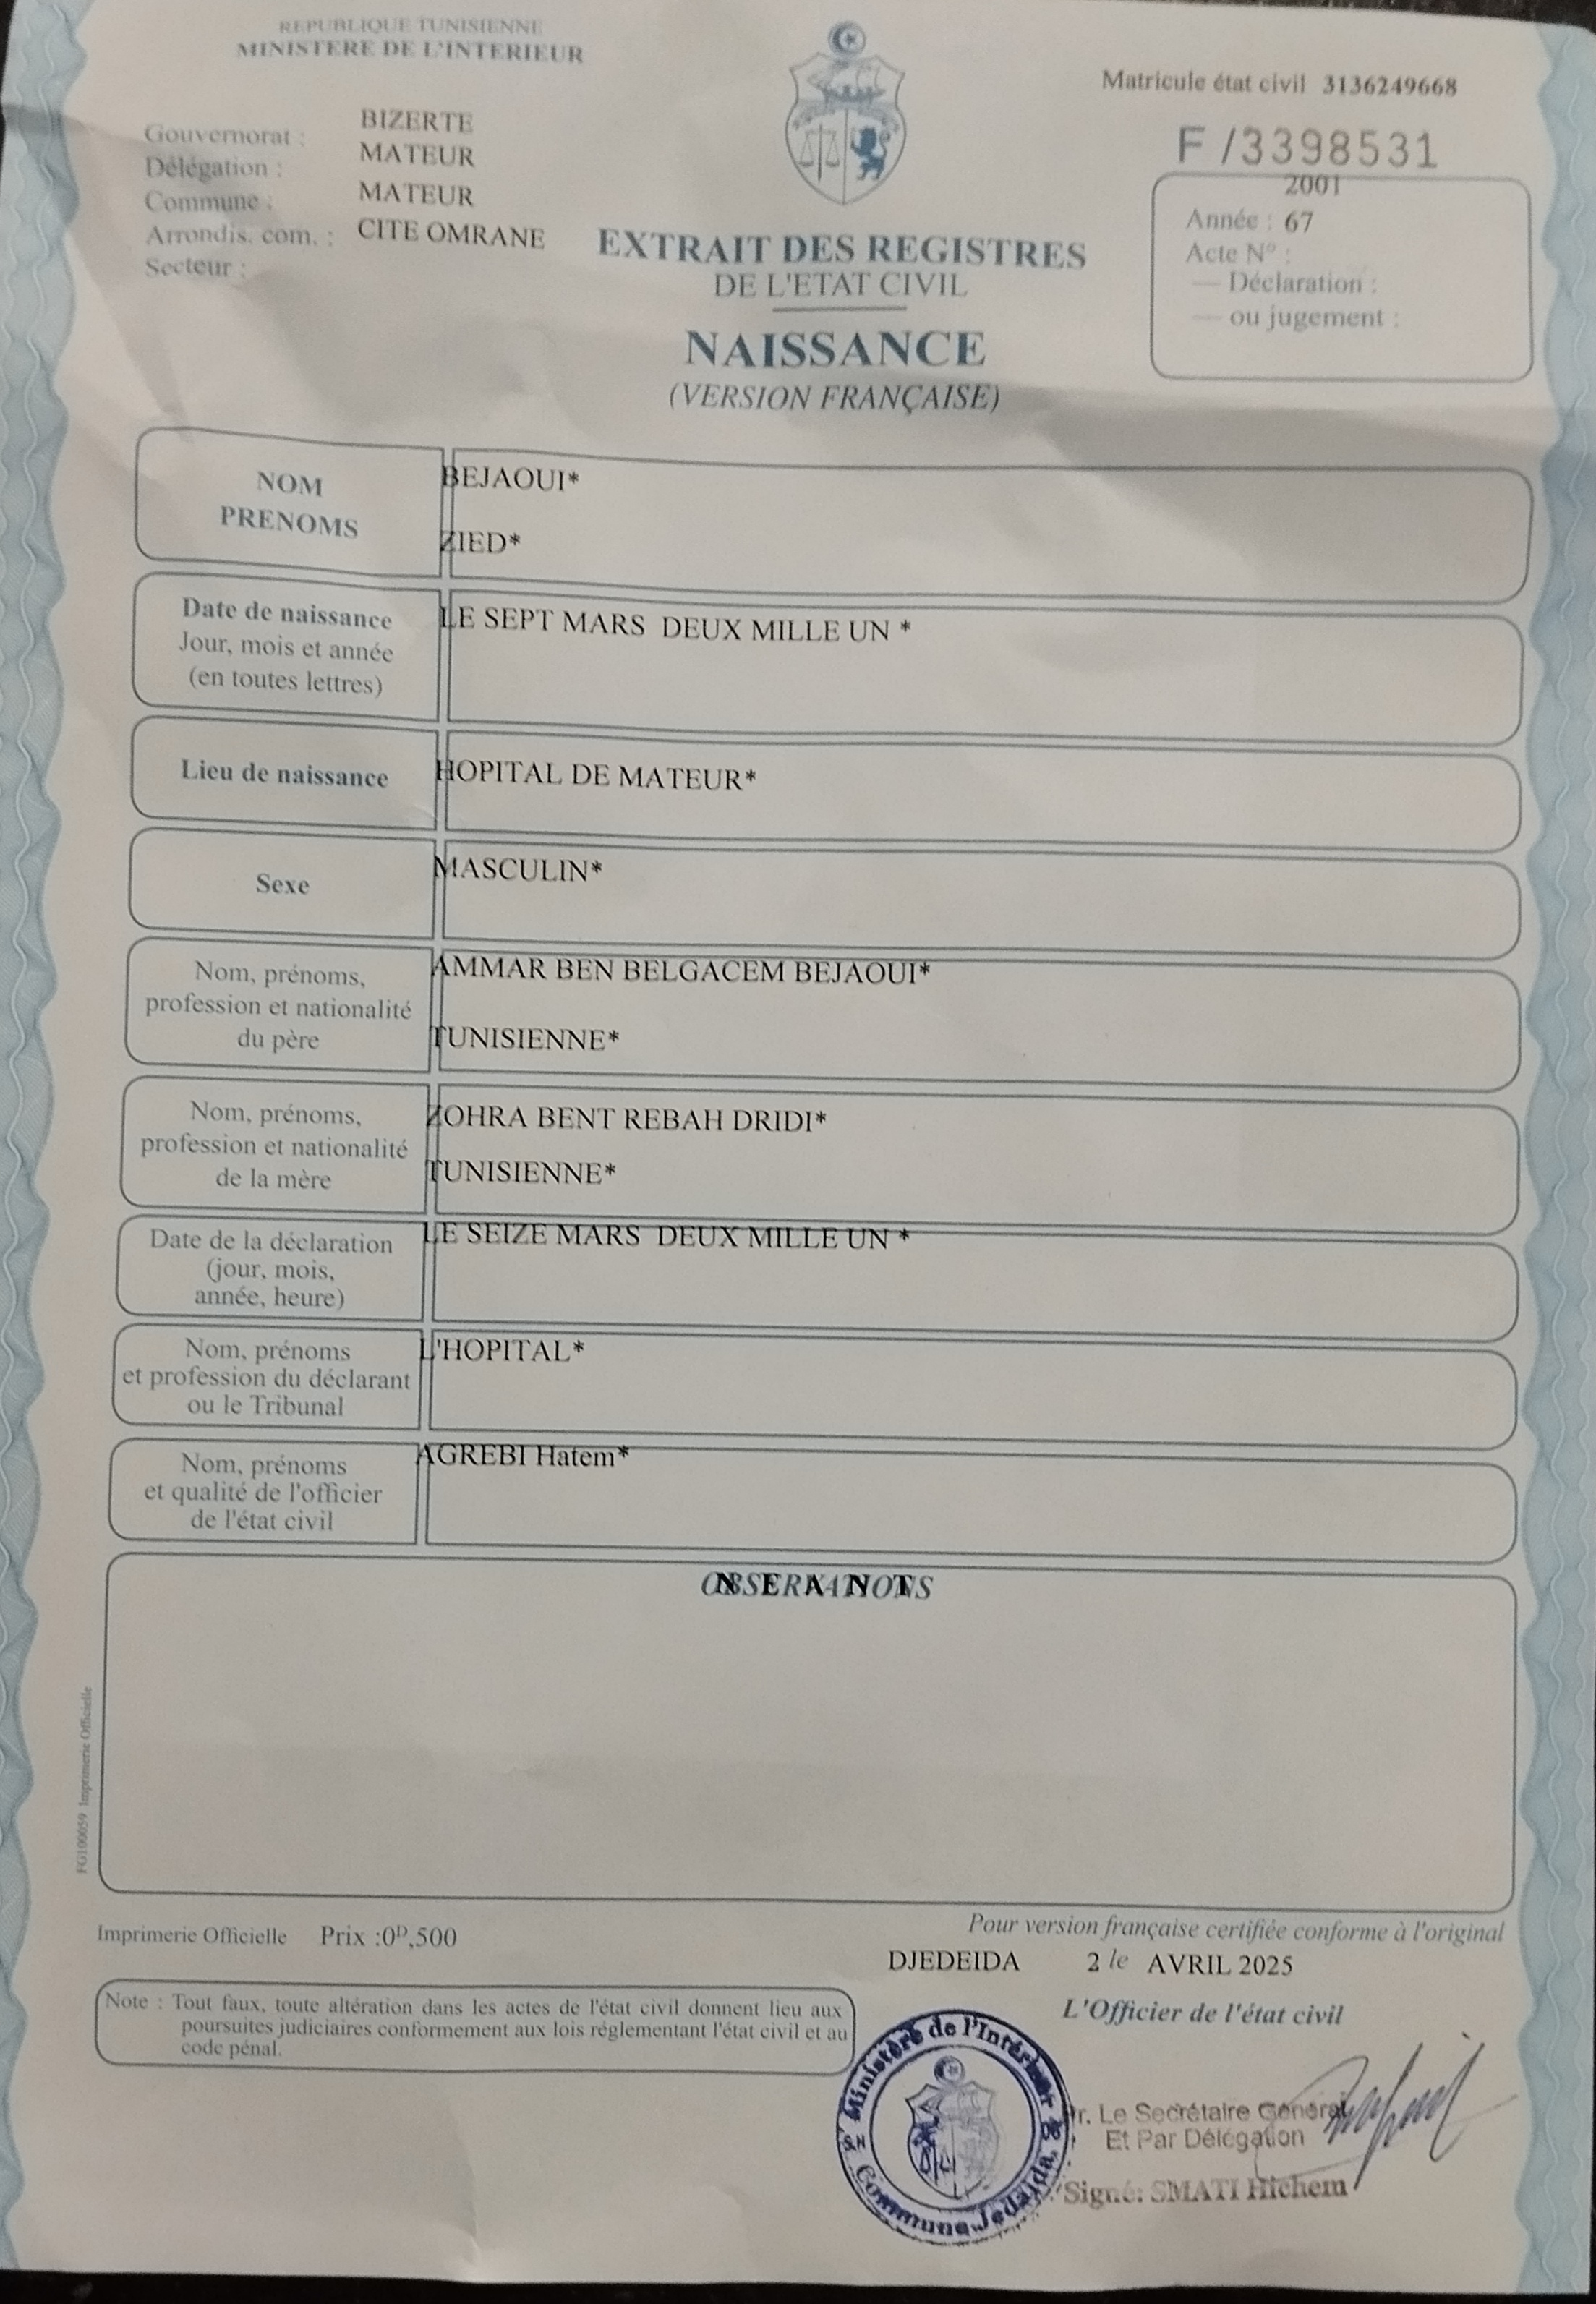 REPUBLIQUE TUNISIENNE
MINISTERE DE L'INTERIEUR
Gouvernorat : BIZERTE
Délégation : MATEUR
Commune : MATEUR
Arrondis. com. : CITE OMRANE
Secteur :
Matricule état civil 3136249668
F /3398531
2001
Année : 67
Acte N° :
— Déclaration :
— ou jugement :
EXTRAIT DES REGISTRES
DE L'ETAT CIVIL
NAISSANCE
(VERSION FRANÇAISE)
NOM
PRENOMS
BEJAOUI*
ZIED*
Date de naissance
Jour, mois et année
(en toutes lettres)
LE SEPT MARS DEUX MILLE UN *
Lieu de naissance
HOPITAL DE MATEUR*
Sexe
MASCULIN*
Nom, prénoms,
profession et nationalité
du père
AMMAR BEN BELGACEM BEJAOUI*
TUNISIENNE*
Nom, prénoms,
profession et nationalité
de la mère
ZOHRA BENT REBAH DRIDI*
TUNISIENNE*
Date de la déclaration
(jour, mois,
année, heure)
LE SEIZE MARS DEUX MILLE UN *
Nom, prénoms
et profession du déclarant
ou le Tribunal
L'HOPITAL*
Nom, prénoms
et qualité de l'officier
de l'état civil
AGREBI Hatem*
OBSERVATIONS
N E A N T
FG100059 Imprimerie Officielle
Imprimerie Officielle Prix :0D,500
Pour version française certifiée conforme à l'original
DJEDEIDA 2 le AVRIL 2025
L'Officier de l'état civil
Note : Tout faux, toute altération dans les actes de l'état civil donnent lieu aux
poursuites judiciaires conformement aux lois réglementant l'état civil et au
code pénal.
Ministère de l'Intérieur
S.H
Commune Jedaida
Pr. Le Secrétaire Général
Et Par Délégation
Signé: SMATI Hichem